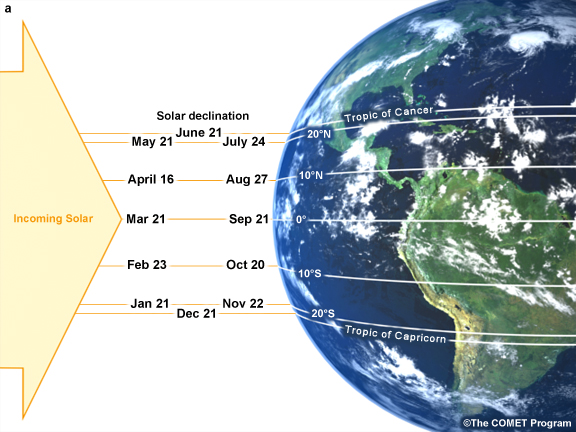 a
Solar declination
June 21
May 21 July 24
20°N
Tropic of Cancer
April 16 Aug 27
10°N
Incoming Solar
Mar 21 Sep 21
0°
Feb 23 Oct 20
10°S
Jan 21 Nov 22
Dec 21
20°S
Tropic of Capricorn
©The COMET Program